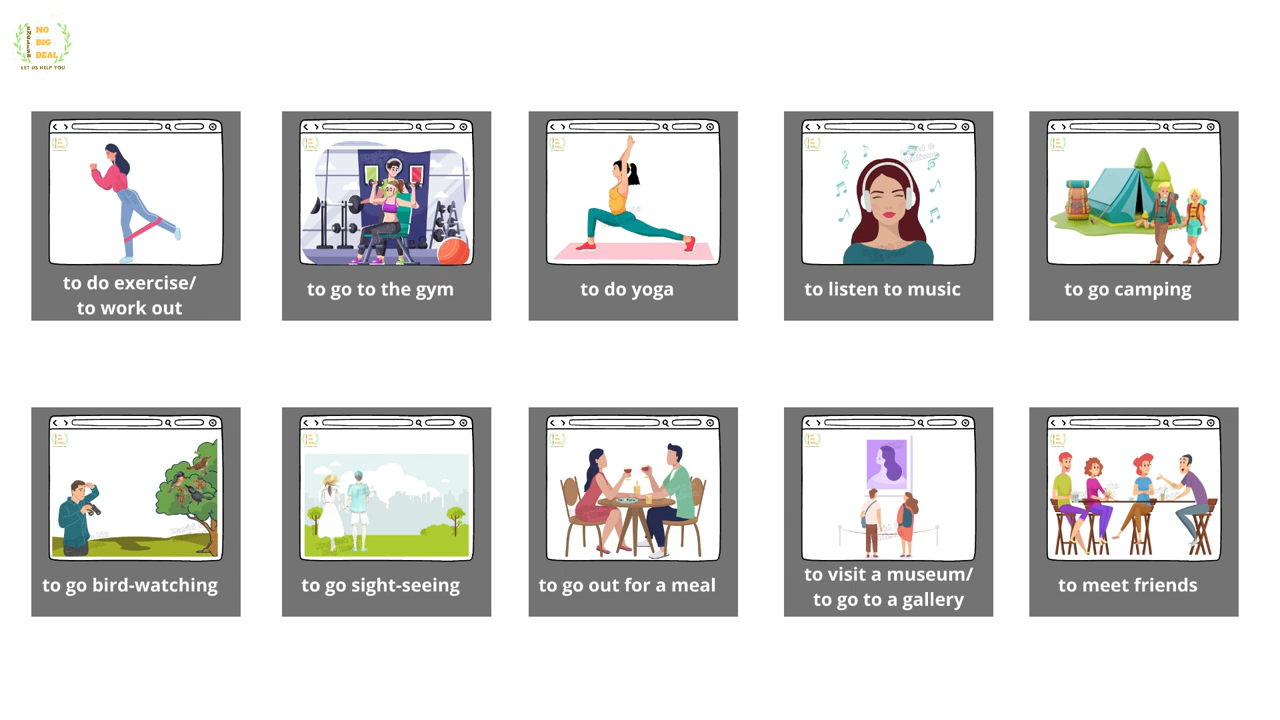 ENGLISH
NO
BIG
DEAL
LET US HELP YOU
to do exercise/
to work out
to go to the gym
to do yoga
to listen to music
to go camping
to go bird-watching
to go sight-seeing
to go out for a meal
to visit a museum/
to go to a gallery
to meet friends